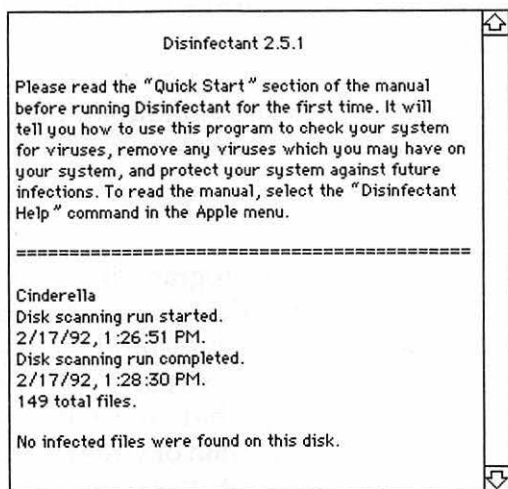 Disinfectant 2.5.1
Please read the "Quick Start" section of the manual
before running Disinfectant for the first time. It will
tell you how to use this program to check your system
for viruses, remove any viruses which you may have on
your system, and protect your system against future
infections. To read the manual, select the "Disinfectant
Help" command in the Apple menu.
===========================================
Cinderella
Disk scanning run started.
2/17/92, 1:26:51 PM.
Disk scanning run completed.
2/17/92, 1:28:30 PM.
149 total files.
No infected files were found on this disk.